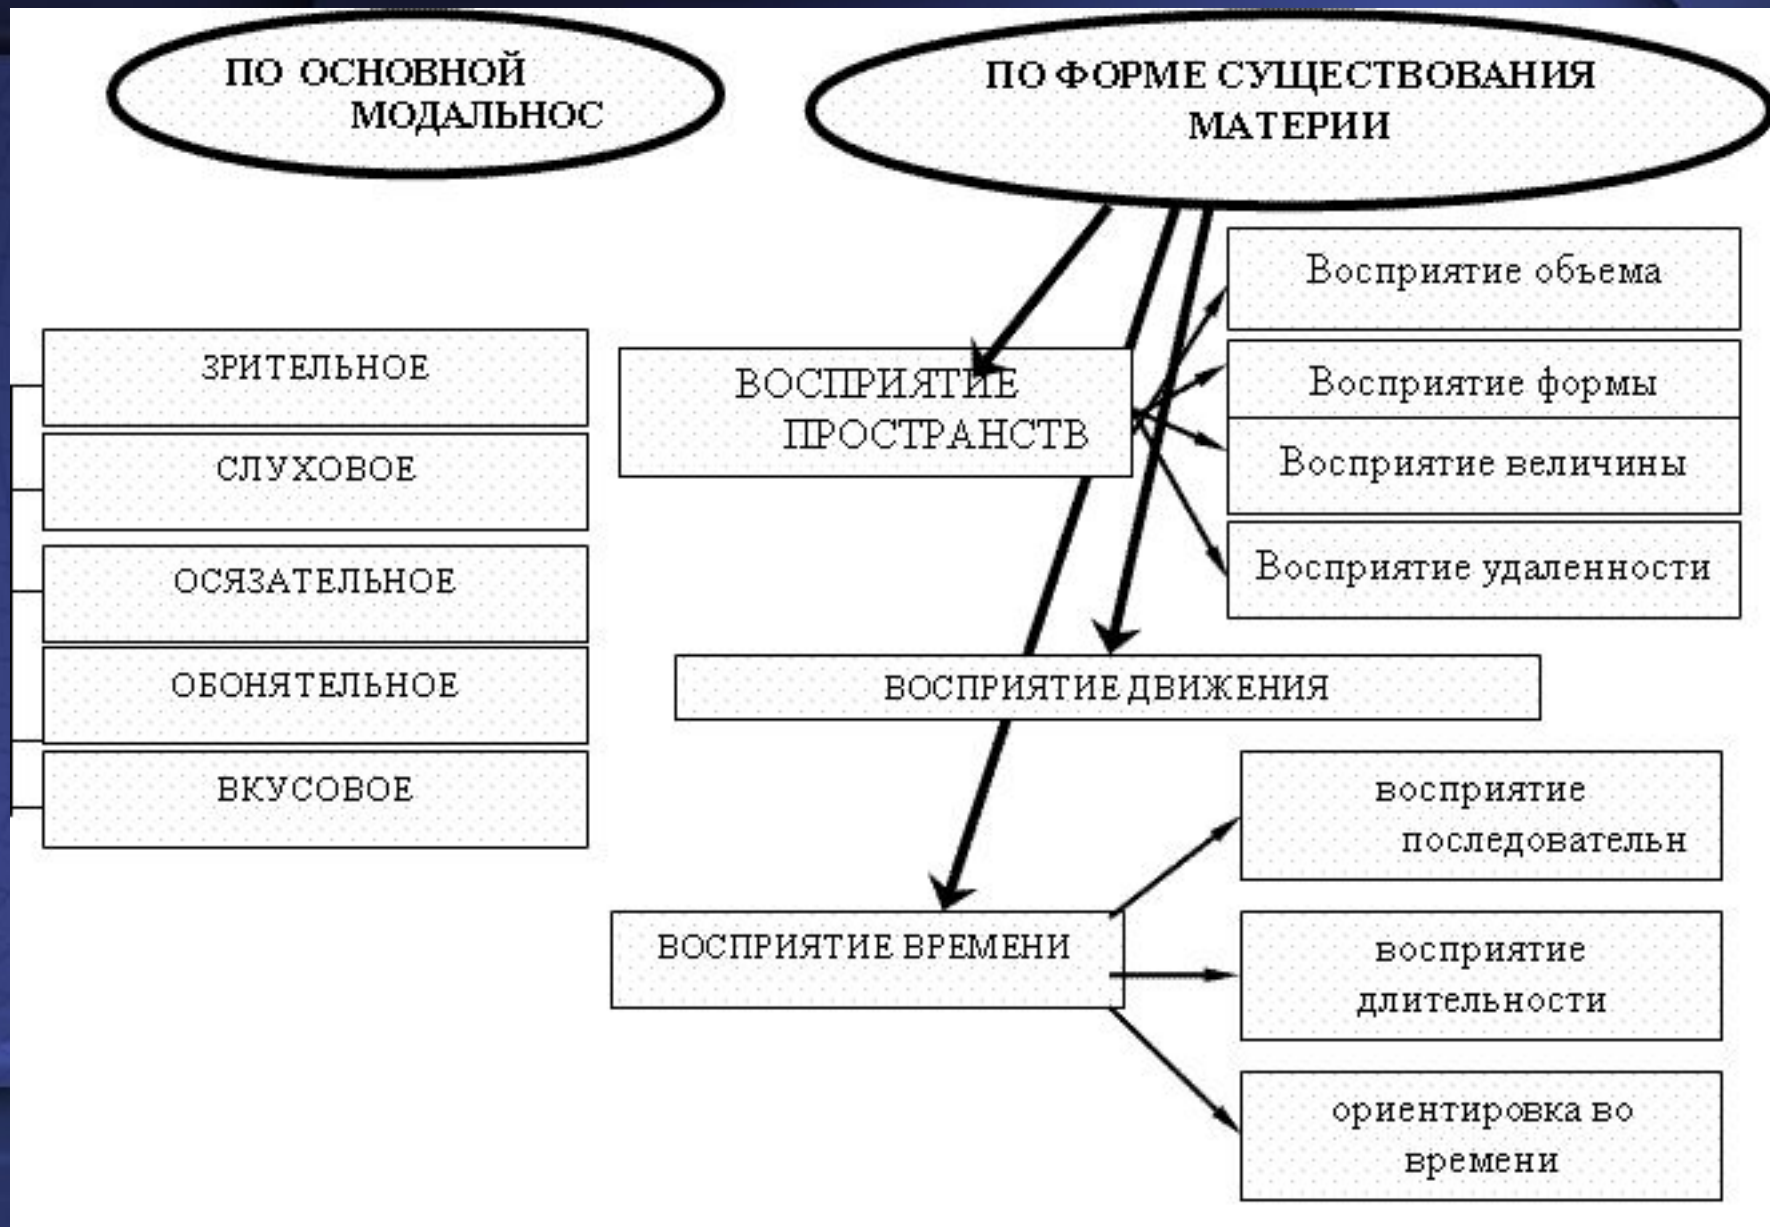 ПО ОСНОВНОЙ
МОДАЛЬНОС
ЗРИТЕЛЬНОЕ
СЛУХОВОЕ
ОСЯЗАТЕЛЬНОЕ
ОБОНЯТЕЛЬНОЕ
ВКУСОВОЕ
ПО ФОРМЕ СУЩЕСТВОВАНИЯ
МАТЕРИИ
ВОСПРИЯТИЕ
ПРОСТРАНСТВ
Восприятие объема
Восприятие формы
Восприятие величины
Восприятие удаленности
ВОСПРИЯТИЕ ДВИЖЕНИЯ
ВОСПРИЯТИЕ ВРЕМЕНИ
восприятие
последовательн
восприятие
длительности
ориентировка во
времени